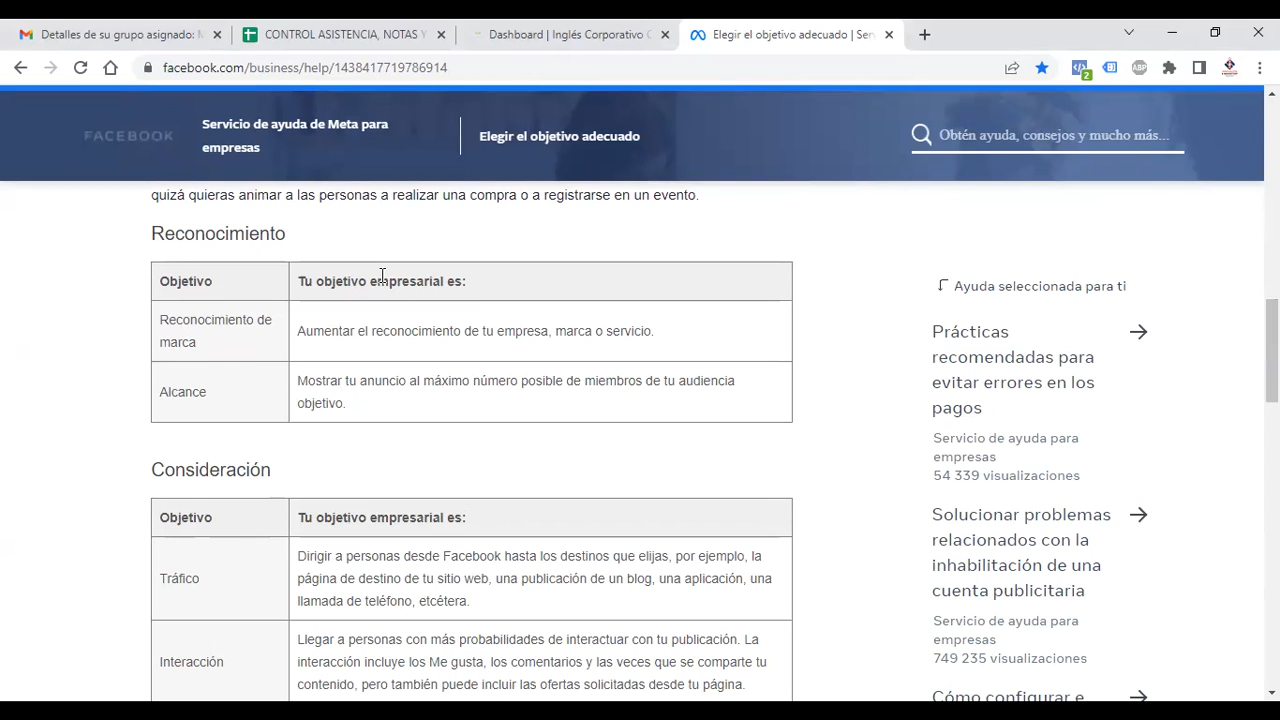 Detalles de su grupo asignado: M
CONTROL ASISTENCIA, NOTAS Y
Dashboard | Inglés Corporativo C
Elegir el objetivo adecuado | Ser
facebook.com/business/help/1438417719786914
2
ABP
FACEBOOK
Servicio de ayuda de Meta para
empresas
Elegir el objetivo adecuado
Obtén ayuda, consejos y mucho más...
quizá quieras animar a las personas a realizar una compra o a registrarse en un evento.
Reconocimiento
Objetivo
Tu objetivo empresarial es:
Reconocimiento de
marca
Aumentar el reconocimiento de tu empresa, marca o servicio.
Alcance
Mostrar tu anuncio al máximo número posible de miembros de tu audiencia
objetivo.
Consideración
Objetivo
Tu objetivo empresarial es:
Tráfico
Dirigir a personas desde Facebook hasta los destinos que elijas, por ejemplo, la
página de destino de tu sitio web, una publicación de un blog, una aplicación, una
llamada de teléfono, etcétera.
Interacción
Llegar a personas con más probabilidades de interactuar con tu publicación. La
interacción incluye los Me gusta, los comentarios y las veces que se comparte tu
contenido, pero también puede incluir las ofertas solicitadas desde tu página.
Ayuda seleccionada para ti
Prácticas
recomendadas para
evitar errores en los
pagos
Servicio de ayuda para
empresas
54 339 visualizaciones
Solucionar problemas
relacionados con la
inhabilitación de una
cuenta publicitaria
Servicio de ayuda para
empresas
749 235 visualizaciones
Cómo configurar e